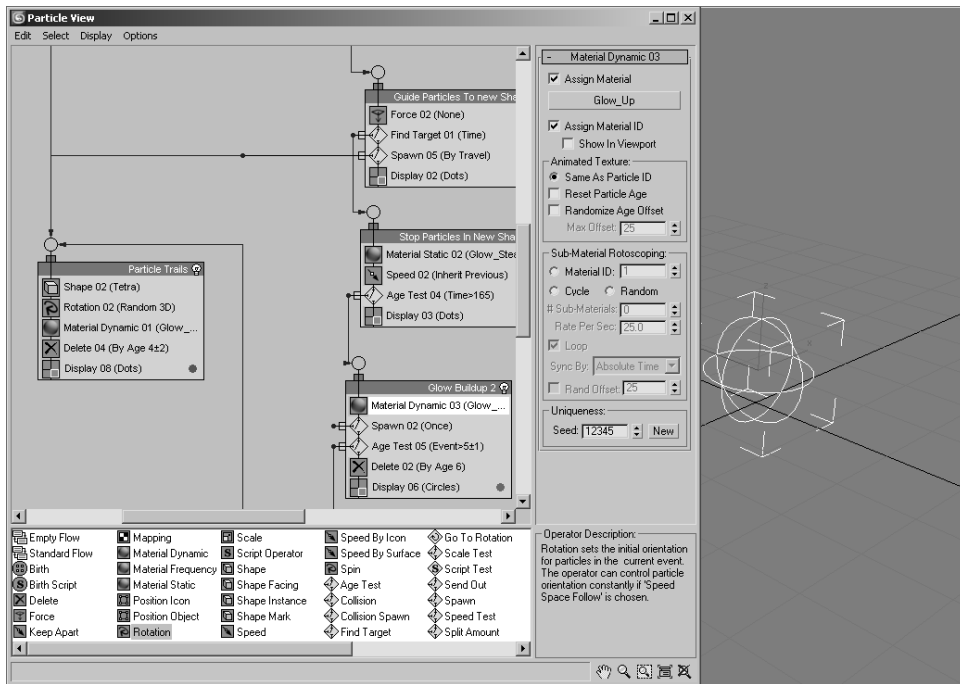 Particle View
Edit Select Display Options
Guide Particles To new Sha
Force 02 (None)
Find Target 01 (Time)
Spawn 05 (By Travel)
Display 02 (Dots)
Stop Particles In New Sha
Material Static 02 (Glow_Stea
Speed 02 (Inherit Previous)
Age Test 04 (Time>165)
Display 03 (Dots)
Particle Trails
Shape 02 (Tetra)
Rotation 02 (Random 3D)
Material Dynamic 01 (Glow_...
Delete 04 (By Age 4±2)
Display 08 (Dots)
Glow Buildup 2
Material Dynamic 03 (Glow_...
Spawn 02 (Once)
Age Test 05 (Event>5±1)
Delete 02 (By Age 6)
Display 06 (Circles)
- Material Dynamic 03
Assign Material
Glow_Up
Assign Material ID
Show In Viewport
Animated Texture:
Same As Particle ID
Reset Particle Age
Randomize Age Offset
Max Offset: 25
Sub-Material Rotoscoping:
Material ID: 1
Cycle Random
# Sub-Materials: 0
Rate Per Sec: 25.0
Loop
Sync By: Absolute Time
Rand Offset: 25
Uniqueness:
Seed: 12345 New
Empty Flow Mapping Scale Speed By Icon Go To Rotation
Standard Flow Material Dynamic Script Operator Speed By Surface Scale Test
Birth Material Frequency Shape Spin Script Test
Birth Script Material Static Shape Facing Age Test Send Out
Delete Position Icon Shape Instance Collision Spawn
Force Position Object Shape Mark Collision Spawn Speed Test
Keep Apart Rotation Speed Find Target Split Amount
Operator Description:
Rotation sets the initial orientation
for particles in the current event.
The operator can control particle
orientation constantly if 'Speed
Space Follow' is chosen.